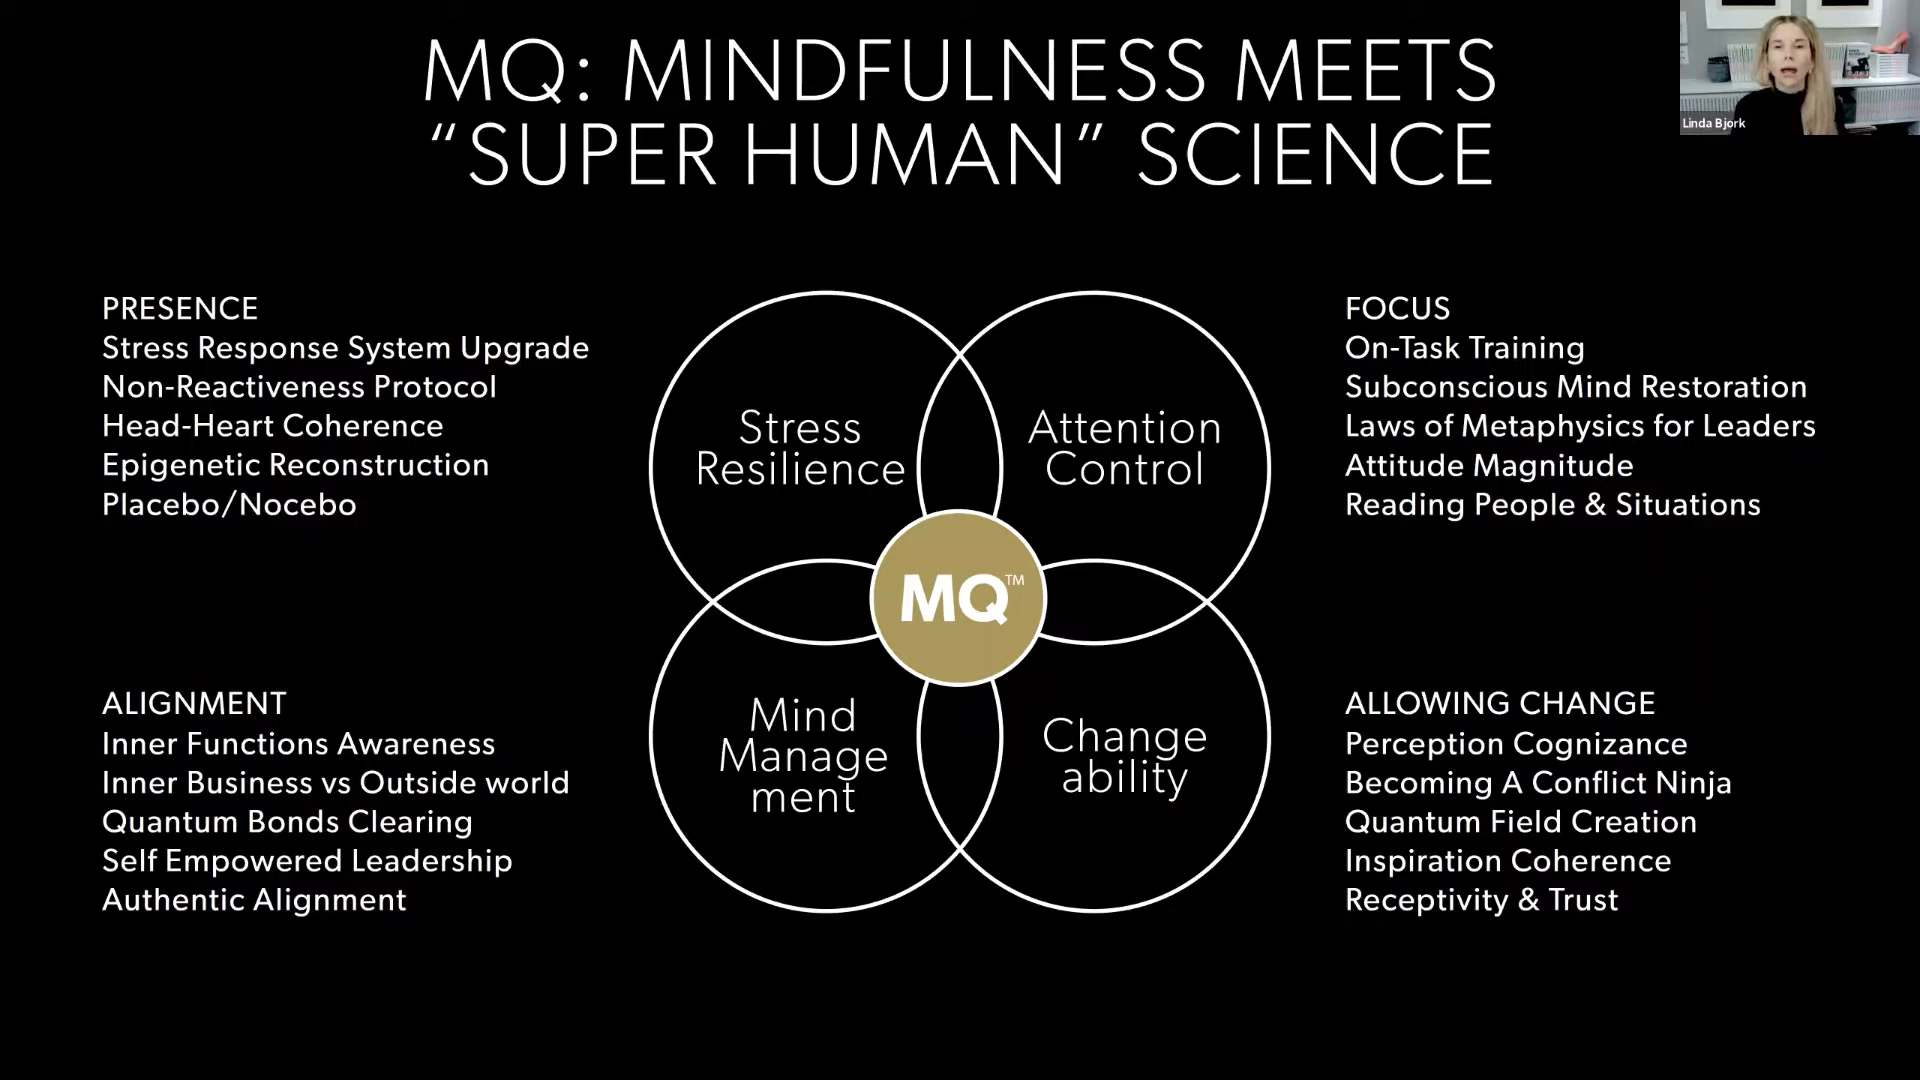 MQ: MINDFULNESS MEETS
“SUPER HUMAN” SCIENCE
Linda Bjork
PRESENCE
Stress Response System Upgrade
Non-Reactiveness Protocol
Head-Heart Coherence
Epigenetic Reconstruction
Placebo/Nocebo
Stress
Resilience
Attention
Control
FOCUS
On-Task Training
Subconscious Mind Restoration
Laws of Metaphysics for Leaders
Attitude Magnitude
Reading People & Situations
MQ™
ALIGNMENT
Inner Functions Awareness
Inner Business vs Outside world
Quantum Bonds Clearing
Self Empowered Leadership
Authentic Alignment
Mind
Manage
ment
Change
ability
ALLOWING CHANGE
Perception Cognizance
Becoming A Conflict Ninja
Quantum Field Creation
Inspiration Coherence
Receptivity & Trust